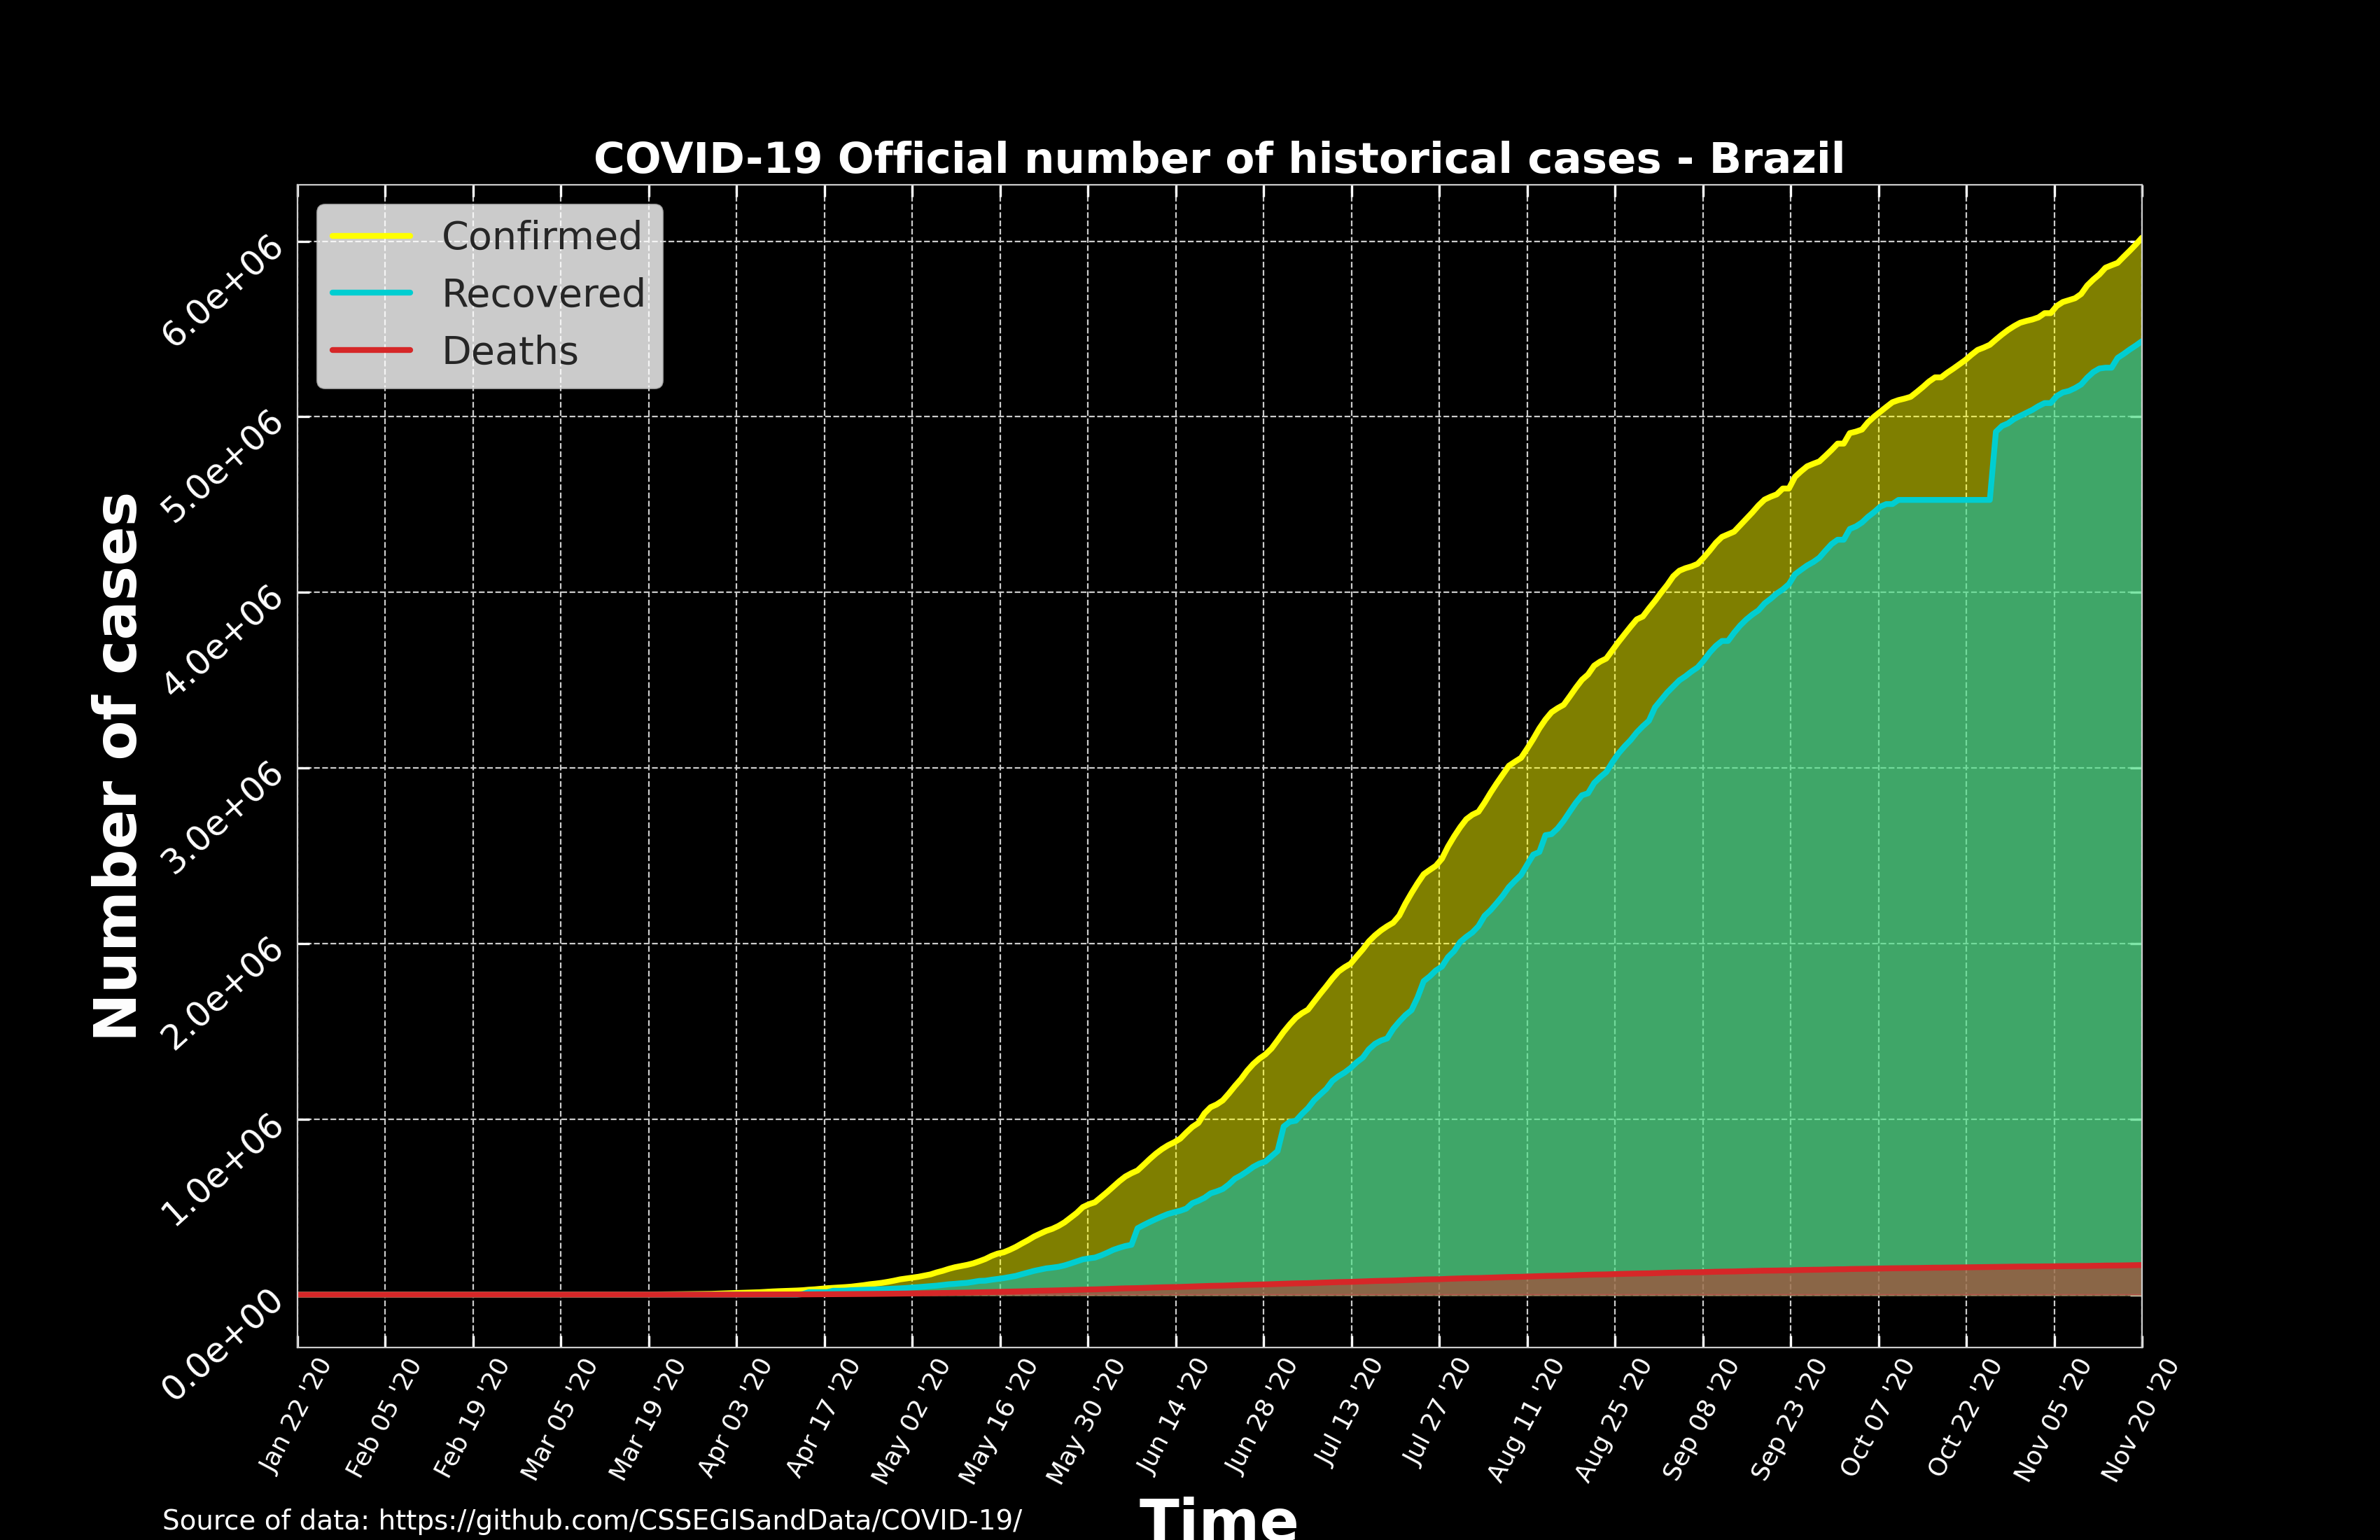 COVID-19 Official number of historical cases - Brazil
Confirmed
Recovered
Deaths
Number of cases
6.0e+06
5.0e+06
4.0e+06
3.0e+06
2.0e+06
1.0e+06
0.0e+00
Jan 22 '20
Feb 05 '20
Feb 19 '20
Mar 05 '20
Mar 19 '20
Apr 03 '20
Apr 17 '20
May 02 '20
May 16 '20
May 30 '20
Jun 14 '20
Jun 28 '20
Jul 13 '20
Jul 27 '20
Aug 11 '20
Aug 25 '20
Sep 08 '20
Sep 23 '20
Oct 07 '20
Oct 22 '20
Nov 05 '20
Nov 20 '20
Time
Source of data: https://github.com/CSSEGISandData/COVID-19/